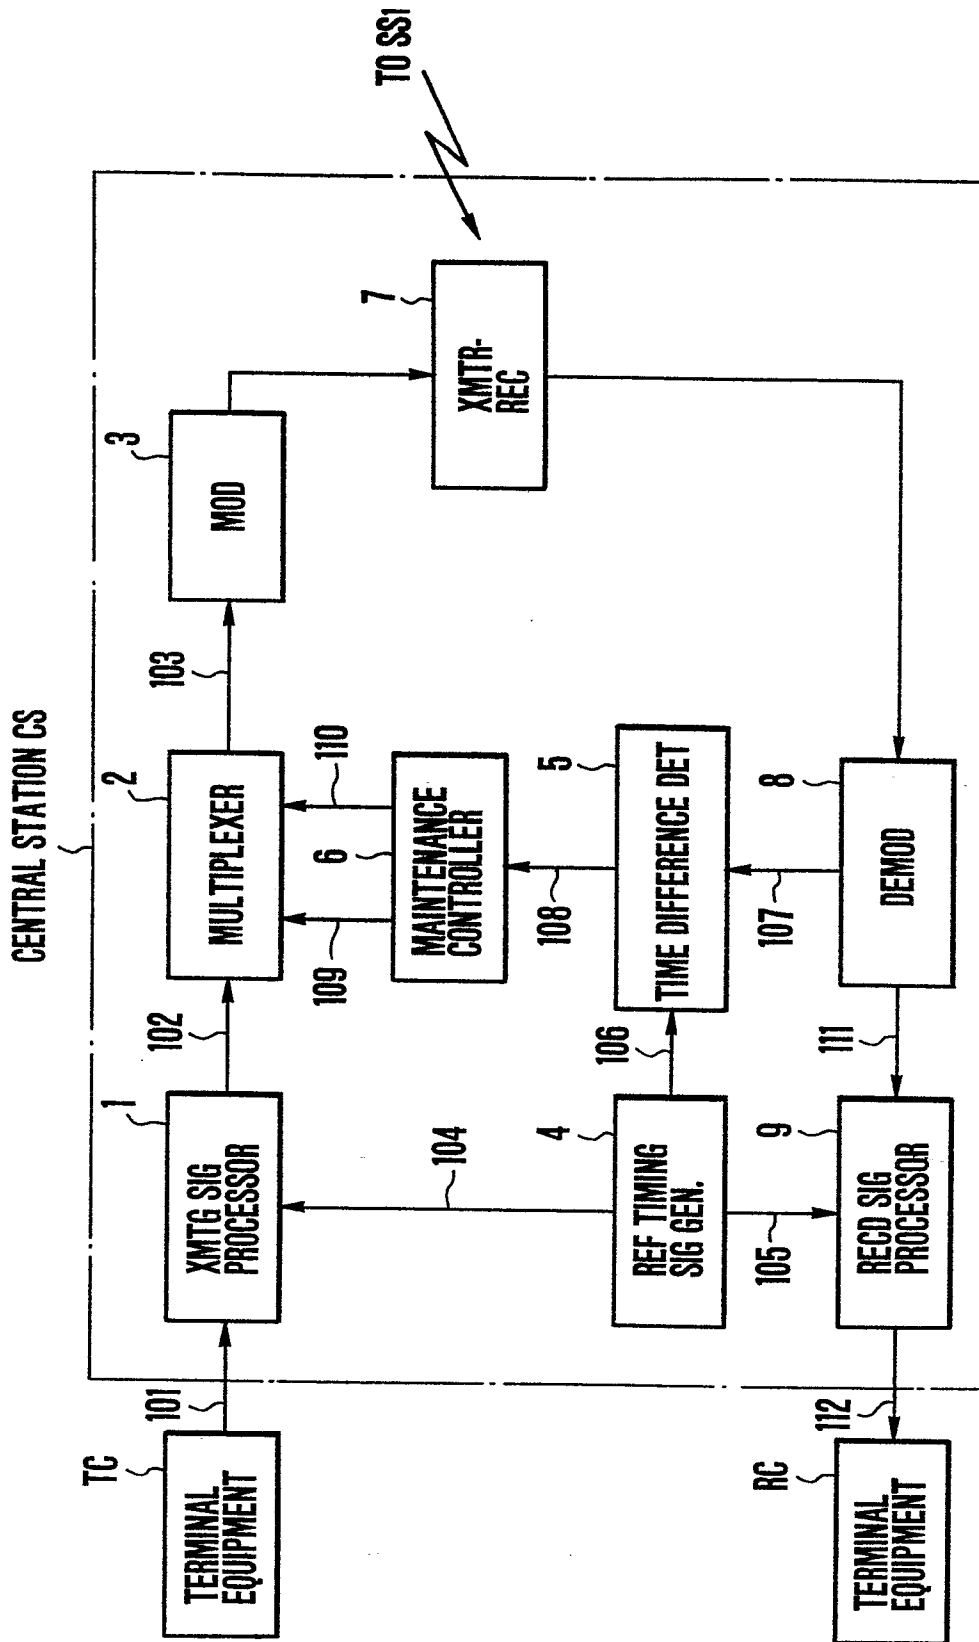 CENTRAL STATION CS
TC
TERMINAL
EQUIPMENT
101
1
XMTG SIG
PROCESSOR
102
2
MULTIPLEXER
103
3
MOD
109
110
6
MAINTENANCE
CONTROLLER
104
108
7
XMTR-
REC
TO SS1
4
REF TIMING
SIG GEN.
106
5
TIME DIFFERENCE DET
105
107
RC
TERMINAL
EQUIPMENT
112
9
RECD SIG
PROCESSOR
111
8
DEMOD